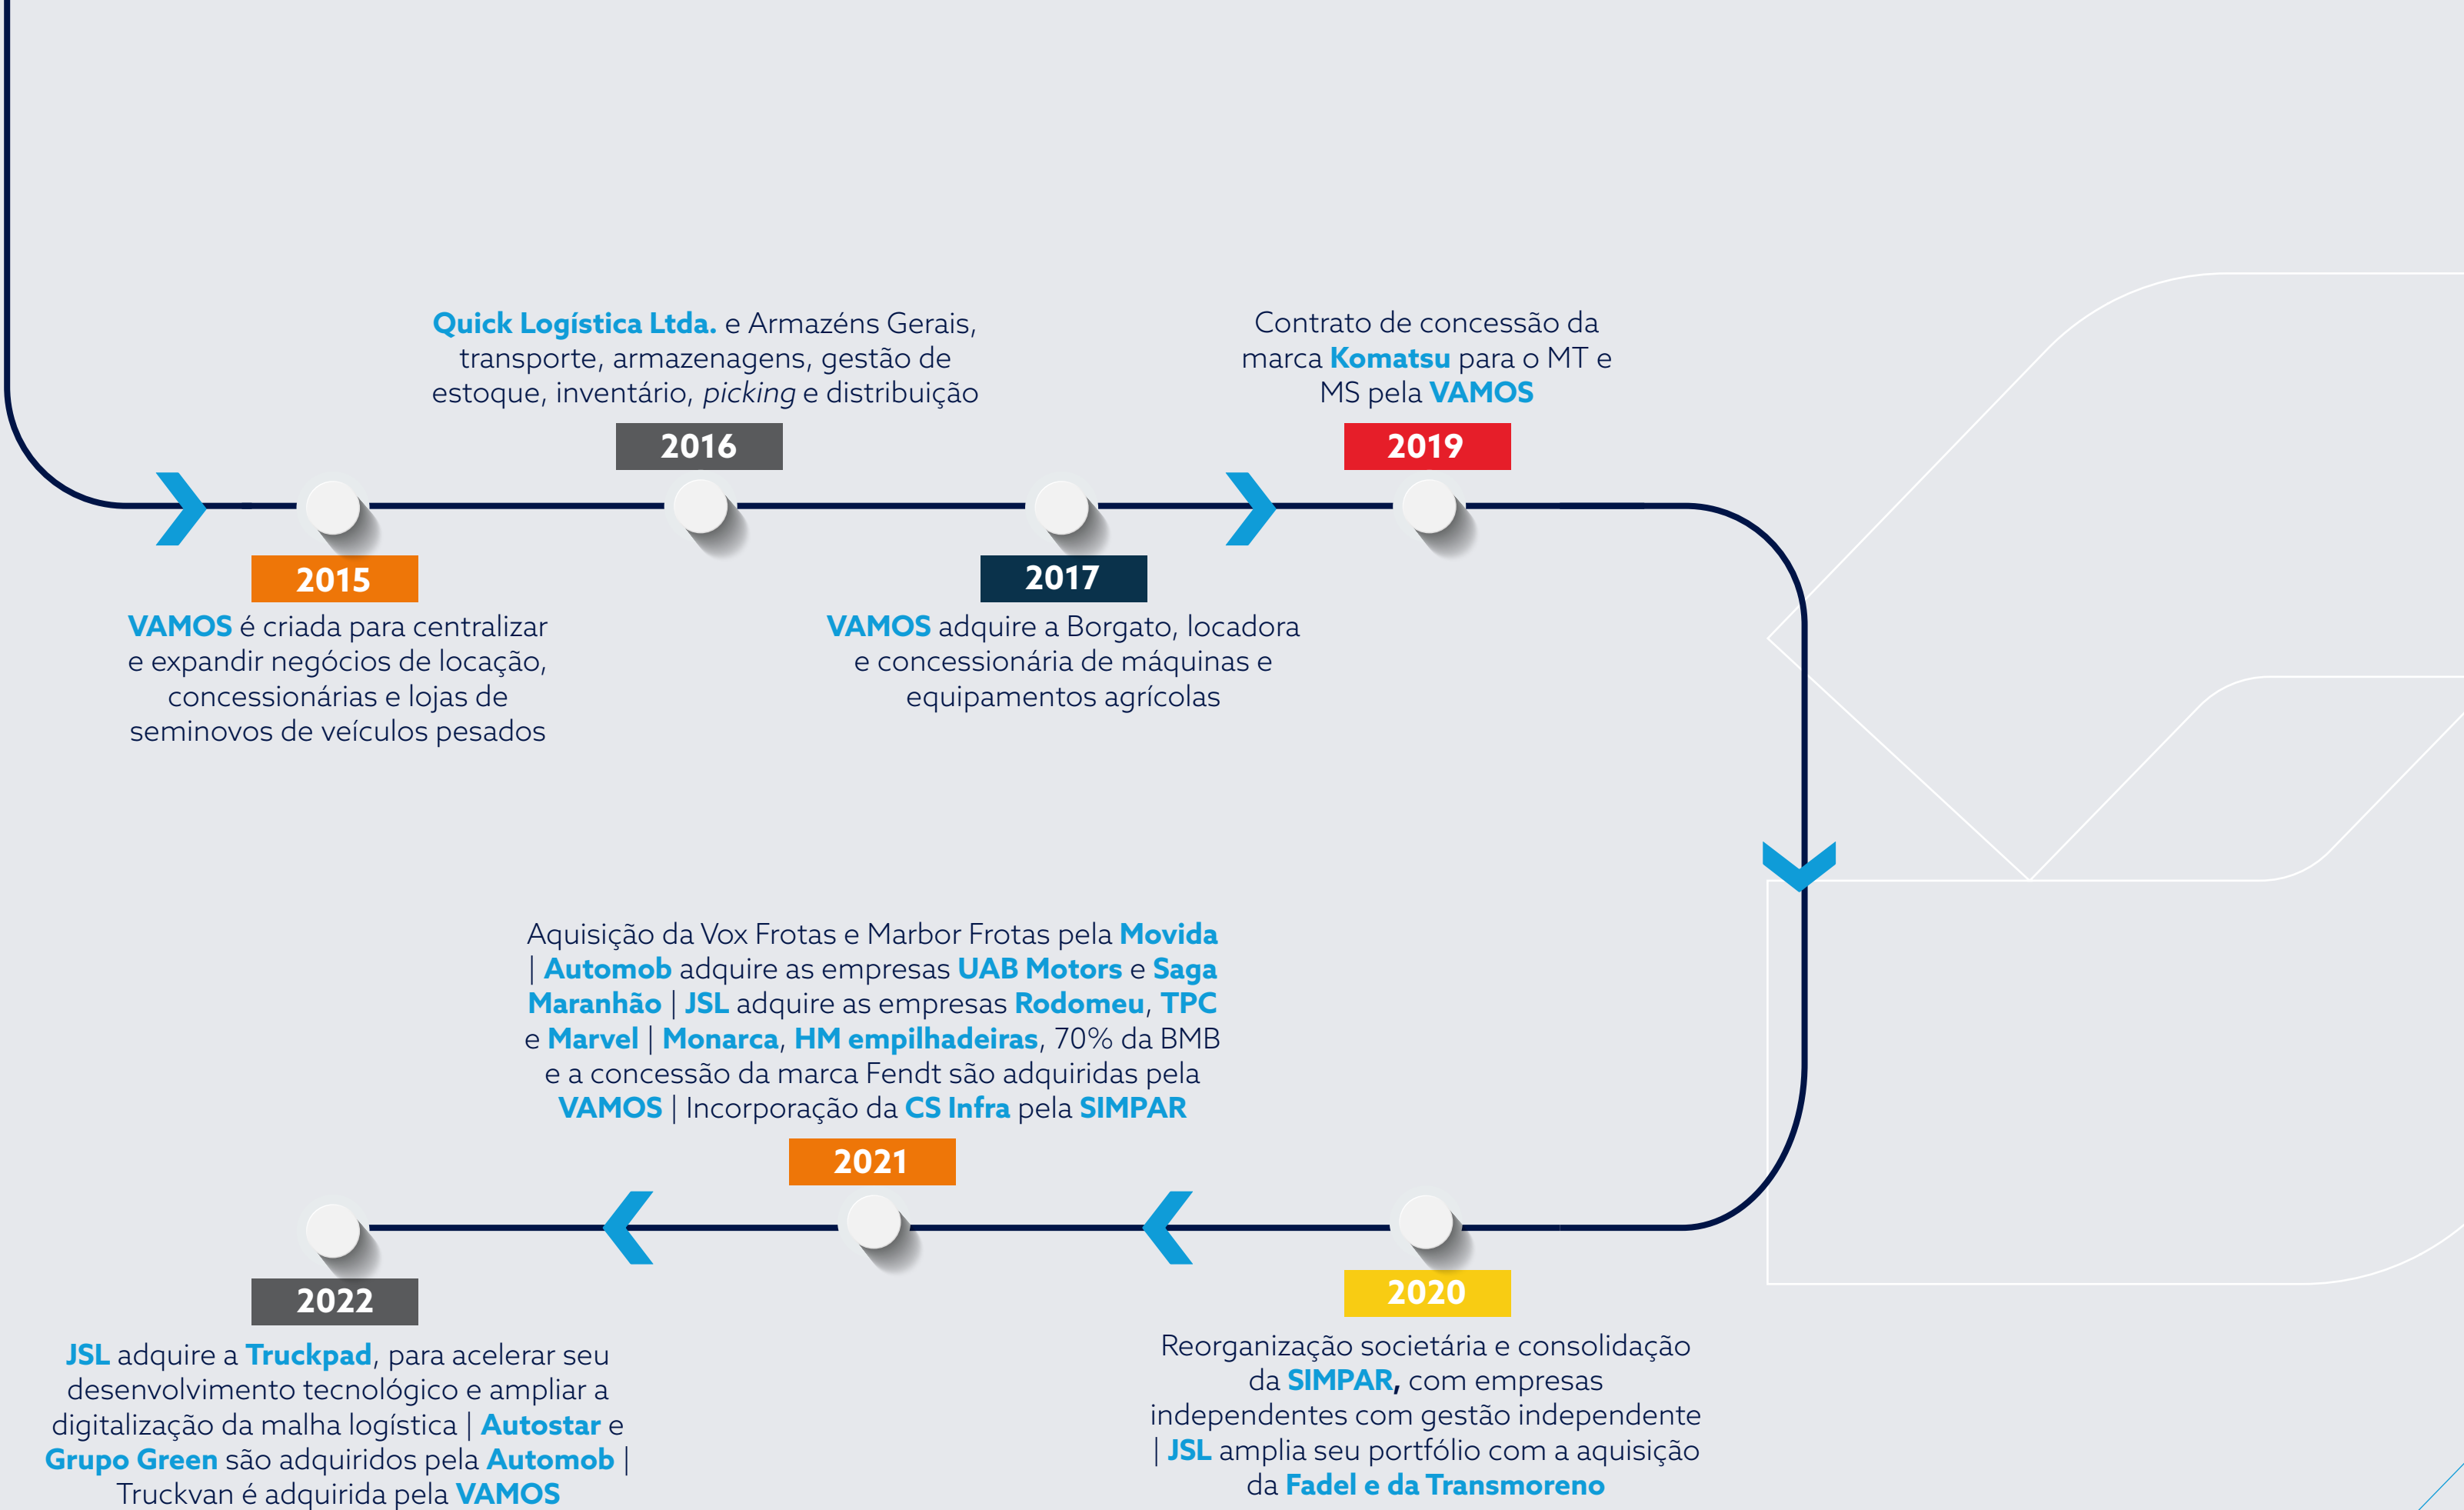 2015
VAMOS é criada para centralizar
e expandir negócios de locação,
concessionárias e lojas de
seminovos de veículos pesados
Quick Logística Ltda. e Armazéns Gerais,
transporte, armazenagens, gestão de
estoque, inventário, picking e distribuição
2016
2017
VAMOS adquire a Borgato, locadora
e concessionária de máquinas e
equipamentos agrícolas
Contrato de concessão da
marca Komatsu para o MT e
MS pela VAMOS
2019
2020
Reorganização societária e consolidação
da SIMPAR, com empresas
independentes com gestão independente
| JSL amplia seu portfólio com a aquisição
da Fadel e da Transmoreno
Aquisição da Vox Frotas e Marbor Frotas pela Movida
| Automob adquire as empresas UAB Motors e Saga
Maranhão | JSL adquire as empresas Rodomeu, TPC
e Marvel | Monarca, HM empilhadeiras, 70% da BMB
e a concessão da marca Fendt são adquiridas pela
VAMOS | Incorporação da CS Infra pela SIMPAR
2021
2022
JSL adquire a Truckpad, para acelerar seu
desenvolvimento tecnológico e ampliar a
digitalização da malha logística | Autostar e
Grupo Green são adquiridos pela Automob |
Truckvan é adquirida pela VAMOS